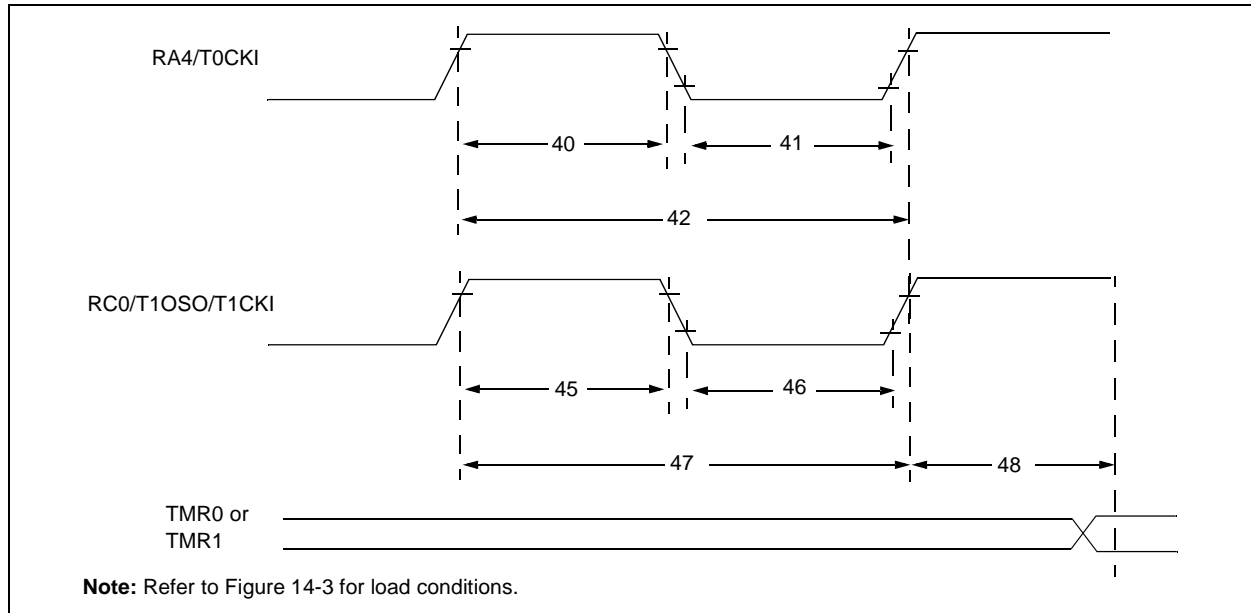 RA4/T0CKI
40
41
42
RC0/T1OSO/T1CKI
45
46
47
48
TMR0 or
TMR1
Note: Refer to Figure 14-3 for load conditions.